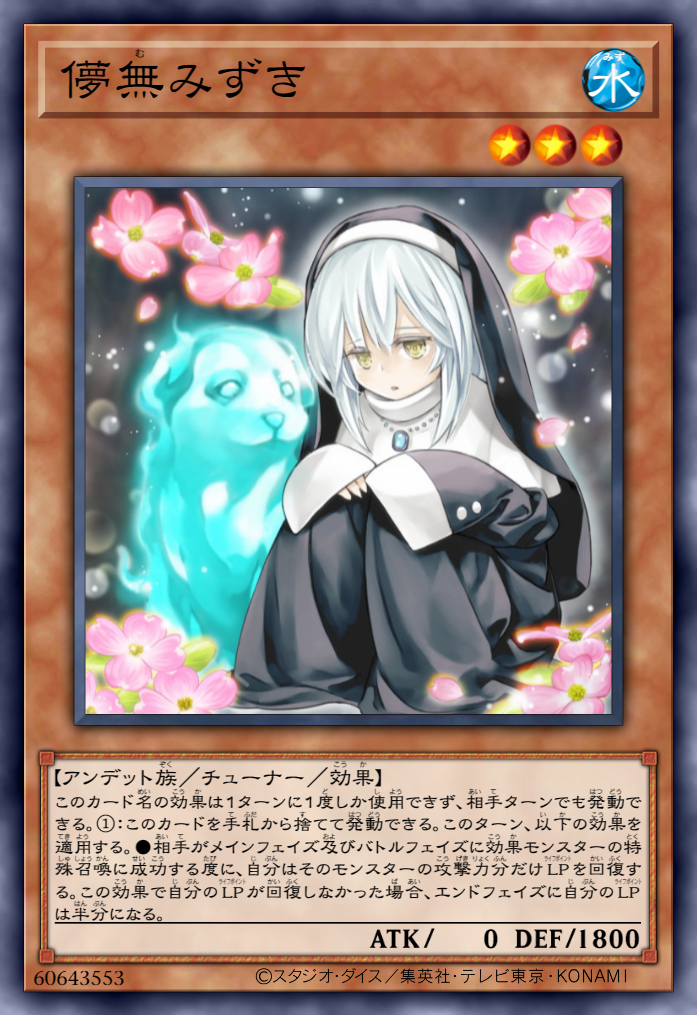 儚無みずき
水
【アンデット族／チューナー／効果】
このカード名の効果は1ターンに1度しか使用できず、相手ターンでも発動で
きる。①：このカードを手札から捨てて発動できる。このターン、以下の効果を
適用する。●相手がメインフェイズ及びバトルフェイズに効果モンスターの特
殊召喚に成功する度に、自分はそのモンスターの攻撃力分だけLPを回復す
る。この効果で自分のLPが回復しなかった場合、エンドフェイズに自分のLP
は半分になる。
ATK/ 0 DEF/1800
60643553 ©スタジオ・ダイス／集英社・テレビ東京・KONAMI